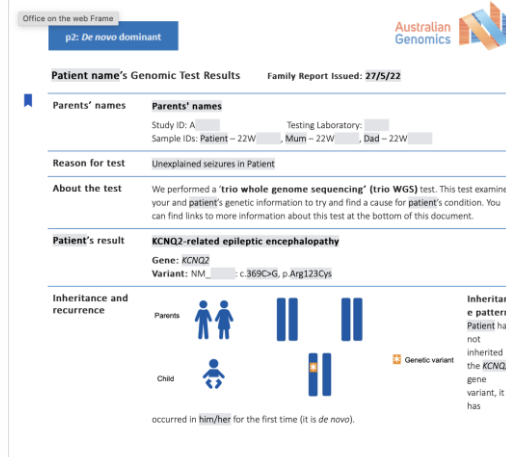 Office on the web Frame
p2: De novo dominant
Australian
Genomics
Patient name's Genomic Test Results Family Report Issued: 27/5/22
Parents' names
Parents' names
Study ID: A
Testing Laboratory:
Sample IDs: Patient – 22W , Mum – 22W , Dad – 22W
Reason for test
Unexplained seizures in Patient
About the test
We performed a 'trio whole genome sequencing' (trio WGS) test. This test examine
your and patient's genetic information to try and find a cause for patient's condition. You
can find links to more information about this test at the bottom of this document.
Patient's result
KCNQ2-related epileptic encephalopathy
Gene: KCNQ2
Variant: NM_ : c.369C>G, p.Arg123Cys
Inheritance and
recurrence
Parents
Child
Genetic variant
Inheritan
e pattern
Patient ha
not
inherited
the KCNQ
gene
variant, it
has
occurred in him/her for the first time (it is de novo).